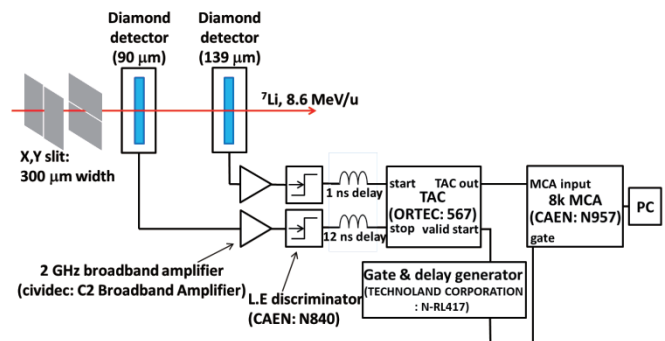 Diamond
detector
(90 μm)
Diamond
detector
(139 μm)
⁷Li, 8.6 MeV/u
X,Y slit:
300 μm width
1 ns delay
12 ns delay
start
TAC out
TAC
(ORTEC: 567)
stop
valid start
MCA input
8k MCA
(CAEN: N957)
gate
PC
2 GHz broadband amplifier
(cividec: C2 Broadband Amplifier)
L.E discriminator
(CAEN: N840)
Gate & delay generator
(TECHNOLAND CORPORATION
: N-RL417)